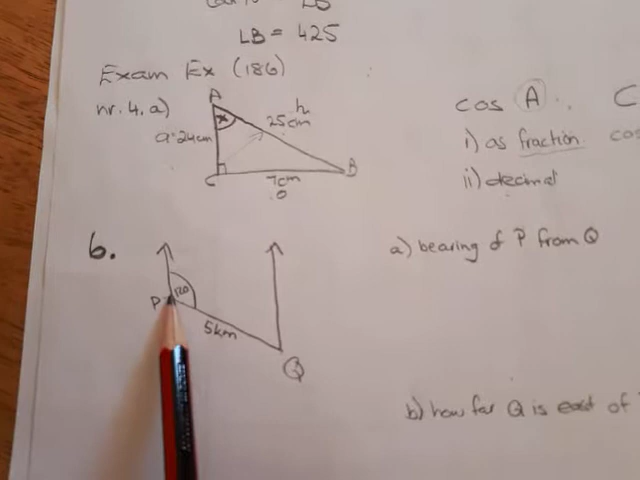 LB = 425
Exam Ex (186)
nr. 4. a)
A
x
h
25cm
a 24cm
C
7cm
o
B
cos A
i) as fraction cos
ii) decimal
6.
P
120
5km
Q
a) bearing of P from Q
b) how far Q is east of